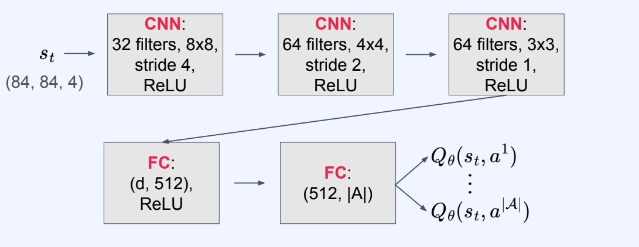 s_t
(84, 84, 4)
CNN:
32 filters, 8x8,
stride 4,
ReLU
CNN:
64 filters, 4x4,
stride 2,
ReLU
CNN:
64 filters, 3x3,
stride 1,
ReLU
FC:
(d, 512),
ReLU
FC:
(512, |A|)
Q_θ(s_t, a^1)
⋮
Q_θ(s_t, a^{|𝒜|})